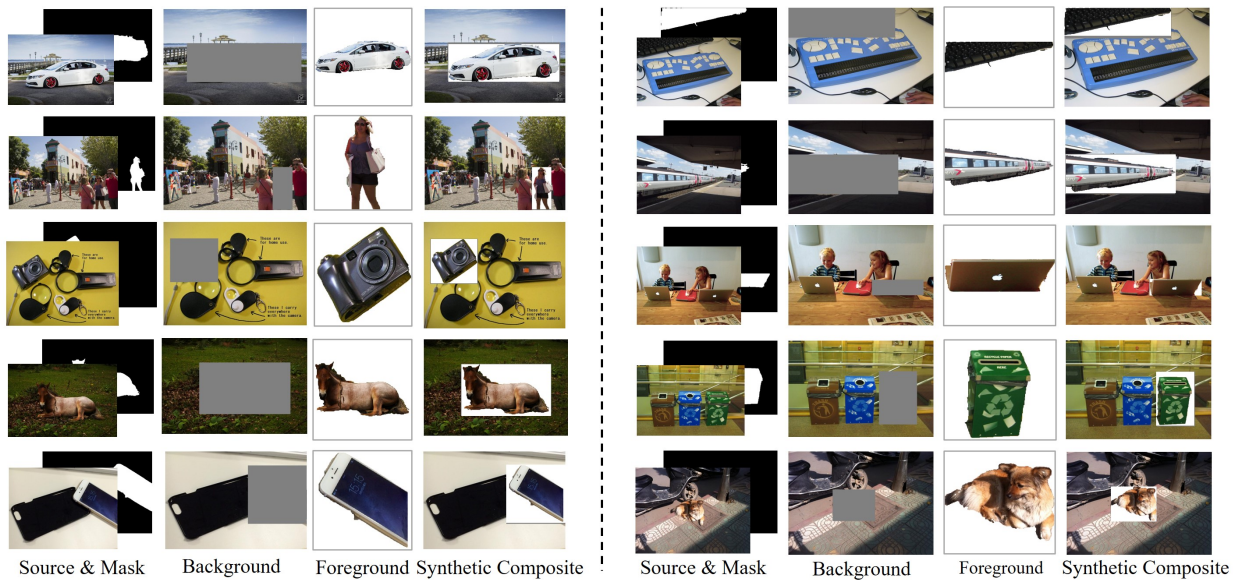 These are
for home use
These I carry
everywhere
with the camera
Source & Mask
Background
Foreground
Synthetic Composite
Source & Mask
Background
Foreground
Synthetic Composite